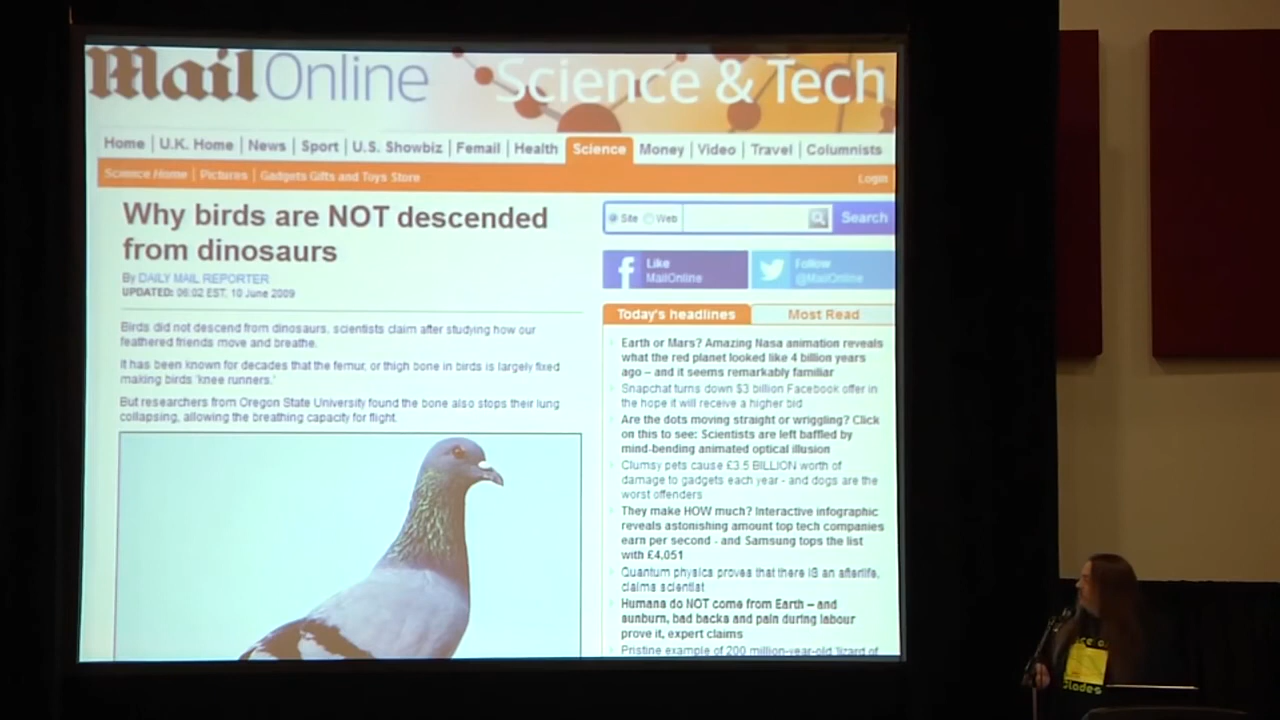 Mail Online
Science & Tech
Home | U.K. Home | News | Sport | U.S. Showbiz | Femail | Health | Science | Money | Video | Travel | Columnists
Science Home | Pictures | Gadgets Gifts and Toys Store
Login
Why birds are NOT descended
from dinosaurs
By DAILY MAIL REPORTER
UPDATED: 06:02 EST, 10 June 2009
Birds did not descend from dinosaurs, scientists claim after studying how our
feathered friends move and breathe.
It has been known for decades that the femur, or thigh bone in birds is largely fixed
making birds 'knee runners.'
But researchers from Oregon State University found the bone also stops their lung
collapsing, allowing the breathing capacity for flight.
Site Web
Search
Like
MailOnline
Follow
@MailOnline
Today's headlines
Most Read
Earth or Mars? Amazing Nasa animation reveals
what the red planet looked like 4 billion years
ago – and it seems remarkably familiar
Snapchat turns down $3 billion Facebook offer in
the hope it will receive a higher bid
Are the dots moving straight or wriggling? Click
on this to see: Scientists are left baffled by
mind-bending animated optical illusion
Clumsy pets cause £3.5 BILLION worth of
damage to gadgets each year - and dogs are the
worst offenders
They make HOW much? Interactive infographic
reveals astonishing amount top tech companies
earn per second - and Samsung tops the list
with £4,051
Quantum physics proves that there IS an afterlife,
claims scientist
Humans do NOT come from Earth – and
sunburn, bad backs and pain during labour
prove it, expert claims
Pristine example of 200 million-year-old 'lizard of